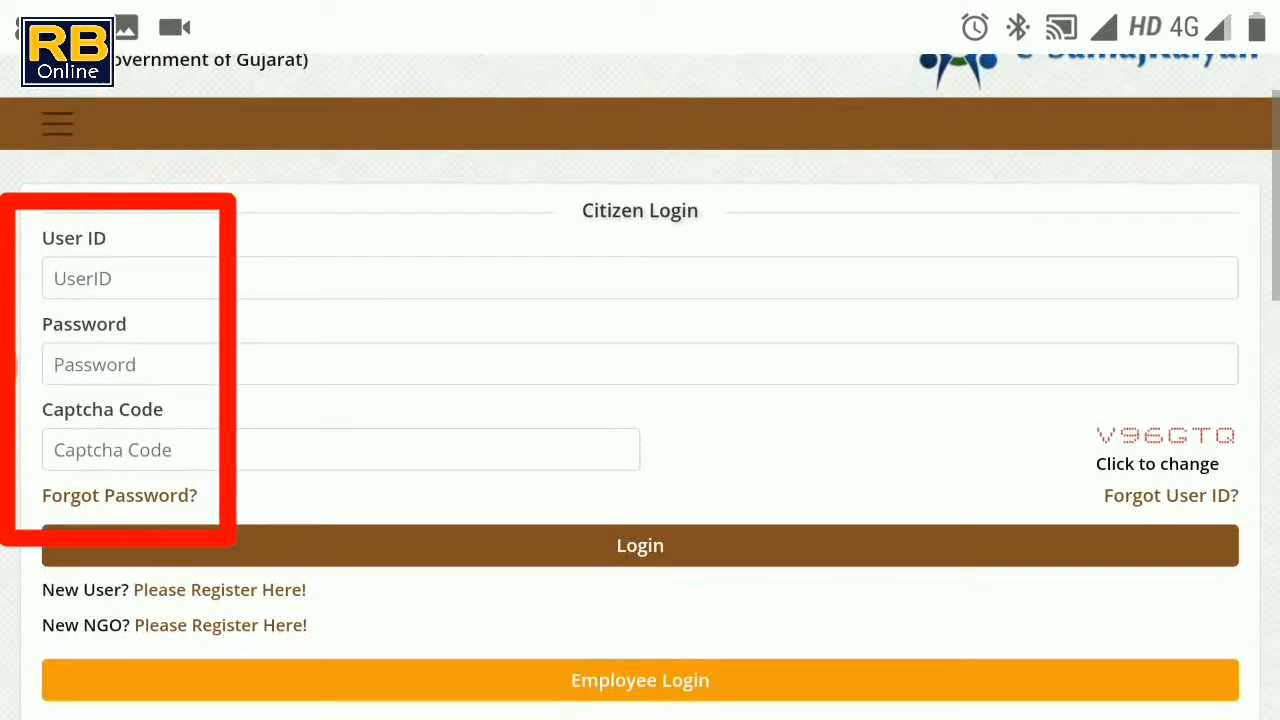 HD 4G
RB
Online
overnment of Gujarat)
Citizen Login
User ID
UserID
Password
Password
Captcha Code
Captcha Code
V96GTQ
Click to change
Forgot Password?
Forgot User ID?
Login
New User? Please Register Here!
New NGO? Please Register Here!
Employee Login